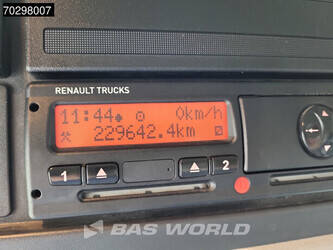 70298007
RENAULT TRUCKS
11:44 0km/h
229642.4km
1 2
BAS WORLD